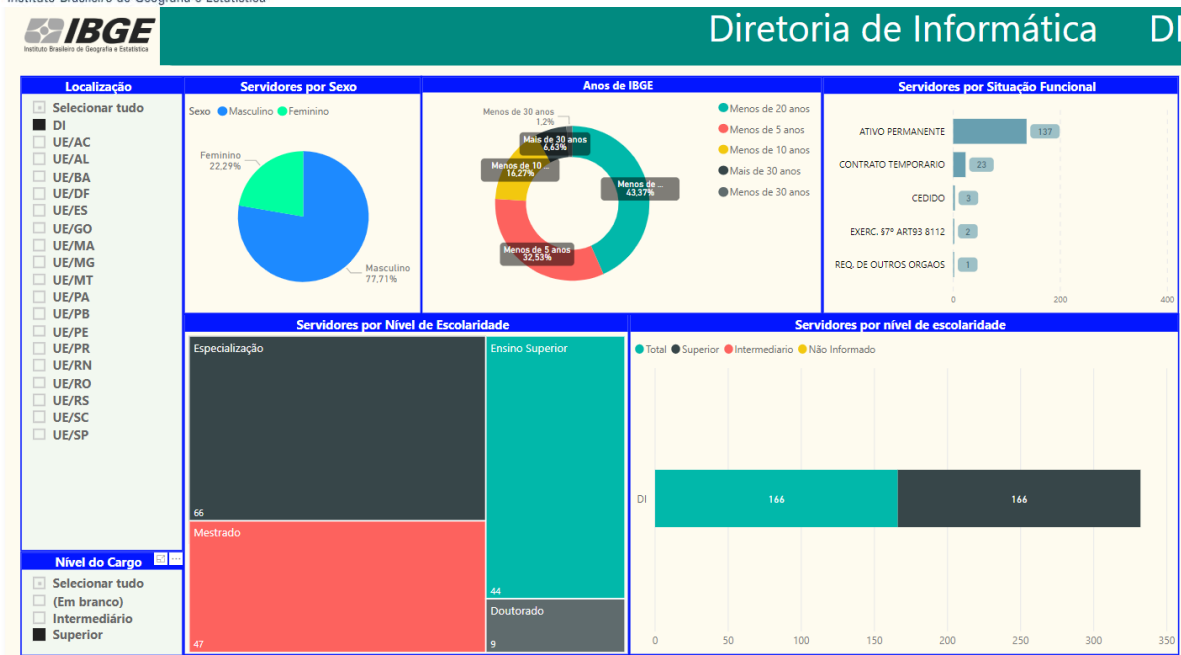 IBGE
Instituto Brasileiro de Geografia e Estatística
Diretoria de Informática
Localização
Selecionar tudo
DI
UE/AC
UE/AL
UE/BA
UE/DF
UE/ES
UE/GO
UE/MA
UE/MG
UE/MT
UE/PA
UE/PB
UE/PE
UE/PR
UE/RN
UE/RO
UE/RS
UE/SC
UE/SP
Nível do Cargo
Selecionar tudo
(Em branco)
Intermediário
Superior
Servidores por Sexo
Sexo Masculino Feminino
Feminino
22,29%
Masculino
77,71%
Anos de IBGE
Menos de 30 anos
1,2%
Mais de 30 anos
6,63%
Menos de 10 ...
16,27%
Menos de ...
43,37%
Menos de 5 anos
32,53%
Menos de 20 anos
Menos de 5 anos
Menos de 10 anos
Mais de 30 anos
Menos de 30 anos
Servidores por Situação Funcional
ATIVO PERMANENTE 137
CONTRATO TEMPORARIO 23
CEDIDO 3
EXERC. §7º ART93 8112 2
REQ. DE OUTROS ORGAOS 1
0 200 400
Servidores por Nível de Escolaridade
Especialização
66
Mestrado
47
Ensino Superior
44
Doutorado
9
Servidores por nível de escolaridade
Total Superior Intermediario Não Informado
DI 166 166
0 50 100 150 200 250 300 350